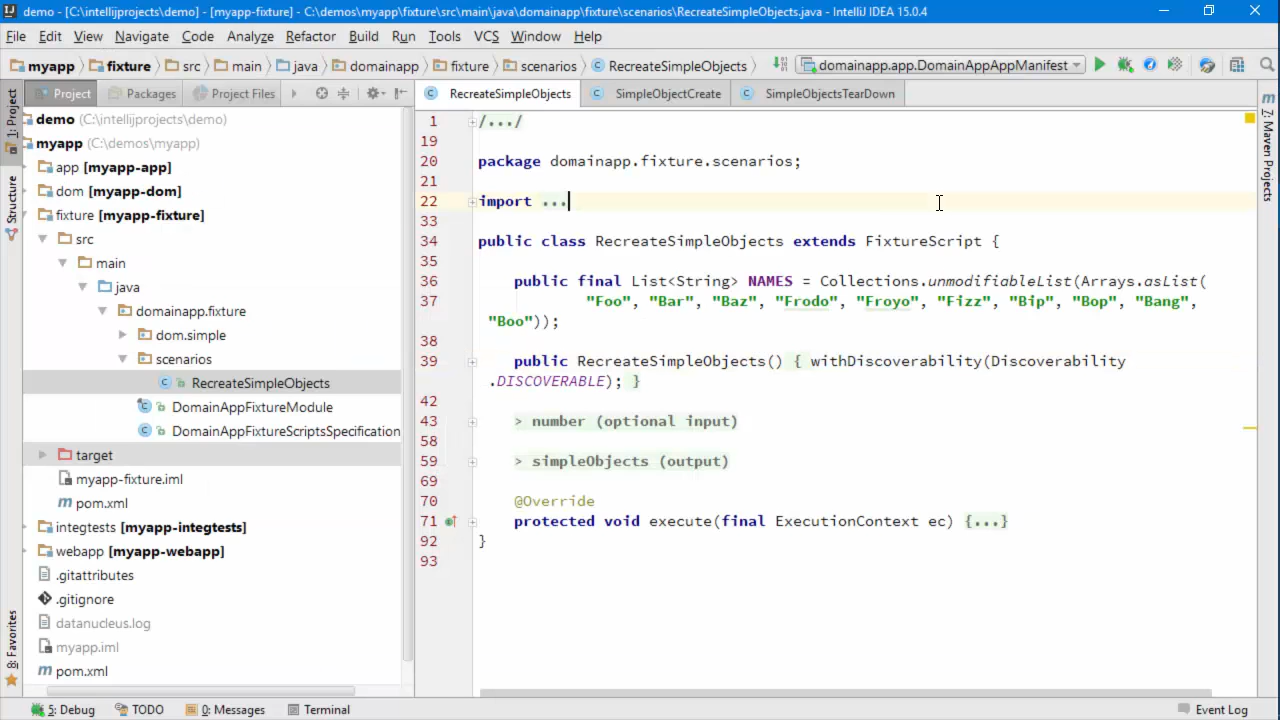 demo - [C:\intellijprojects\demo] - [myapp-fixture] - C:\demos\myapp\fixture\src\main\java\domainapp\fixture\scenarios\RecreateSimpleObjects.java - IntelliJ IDEA 15.0.4
File Edit View Navigate Code Analyze Refactor Build Run Tools VCS Window Help
myapp fixture src main java domainapp fixture scenarios RecreateSimpleObjects domainapp.app.DomainAppAppManifest
Project Packages Project Files
RecreateSimpleObjects SimpleObjectCreate SimpleObjectsTearDown
1: Project
Structure
8: Favorites
demo (C:\intellijprojects\demo)
myapp (C:\demos\myapp)
app [myapp-app]
dom [myapp-dom]
fixture [myapp-fixture]
src
main
java
domainapp.fixture
dom.simple
scenarios
RecreateSimpleObjects
DomainAppFixtureModule
DomainAppFixtureScriptsSpecification
target
myapp-fixture.iml
pom.xml
integtests [myapp-integtests]
webapp [myapp-webapp]
.gitattributes
.gitignore
datanucleus.log
myapp.iml
pom.xml
1 /.../
19
20 package domainapp.fixture.scenarios;
21
22 import ...
33
34 public class RecreateSimpleObjects extends FixtureScript {
35
36 public final List<String> NAMES = Collections.unmodifiableList(Arrays.asList(
37 "Foo", "Bar", "Baz", "Frodo", "Froyo", "Fizz", "Bip", "Bop", "Bang",
"Boo"));
38
39 public RecreateSimpleObjects() { withDiscoverability(Discoverability
.DISCOVERABLE); }
42
43 > number (optional input)
58
59 > simpleObjects (output)
69
70 @Override
71 protected void execute(final ExecutionContext ec) {...}
92 }
93
Z: Maven Projects
5: Debug TODO 0: Messages Terminal Event Log